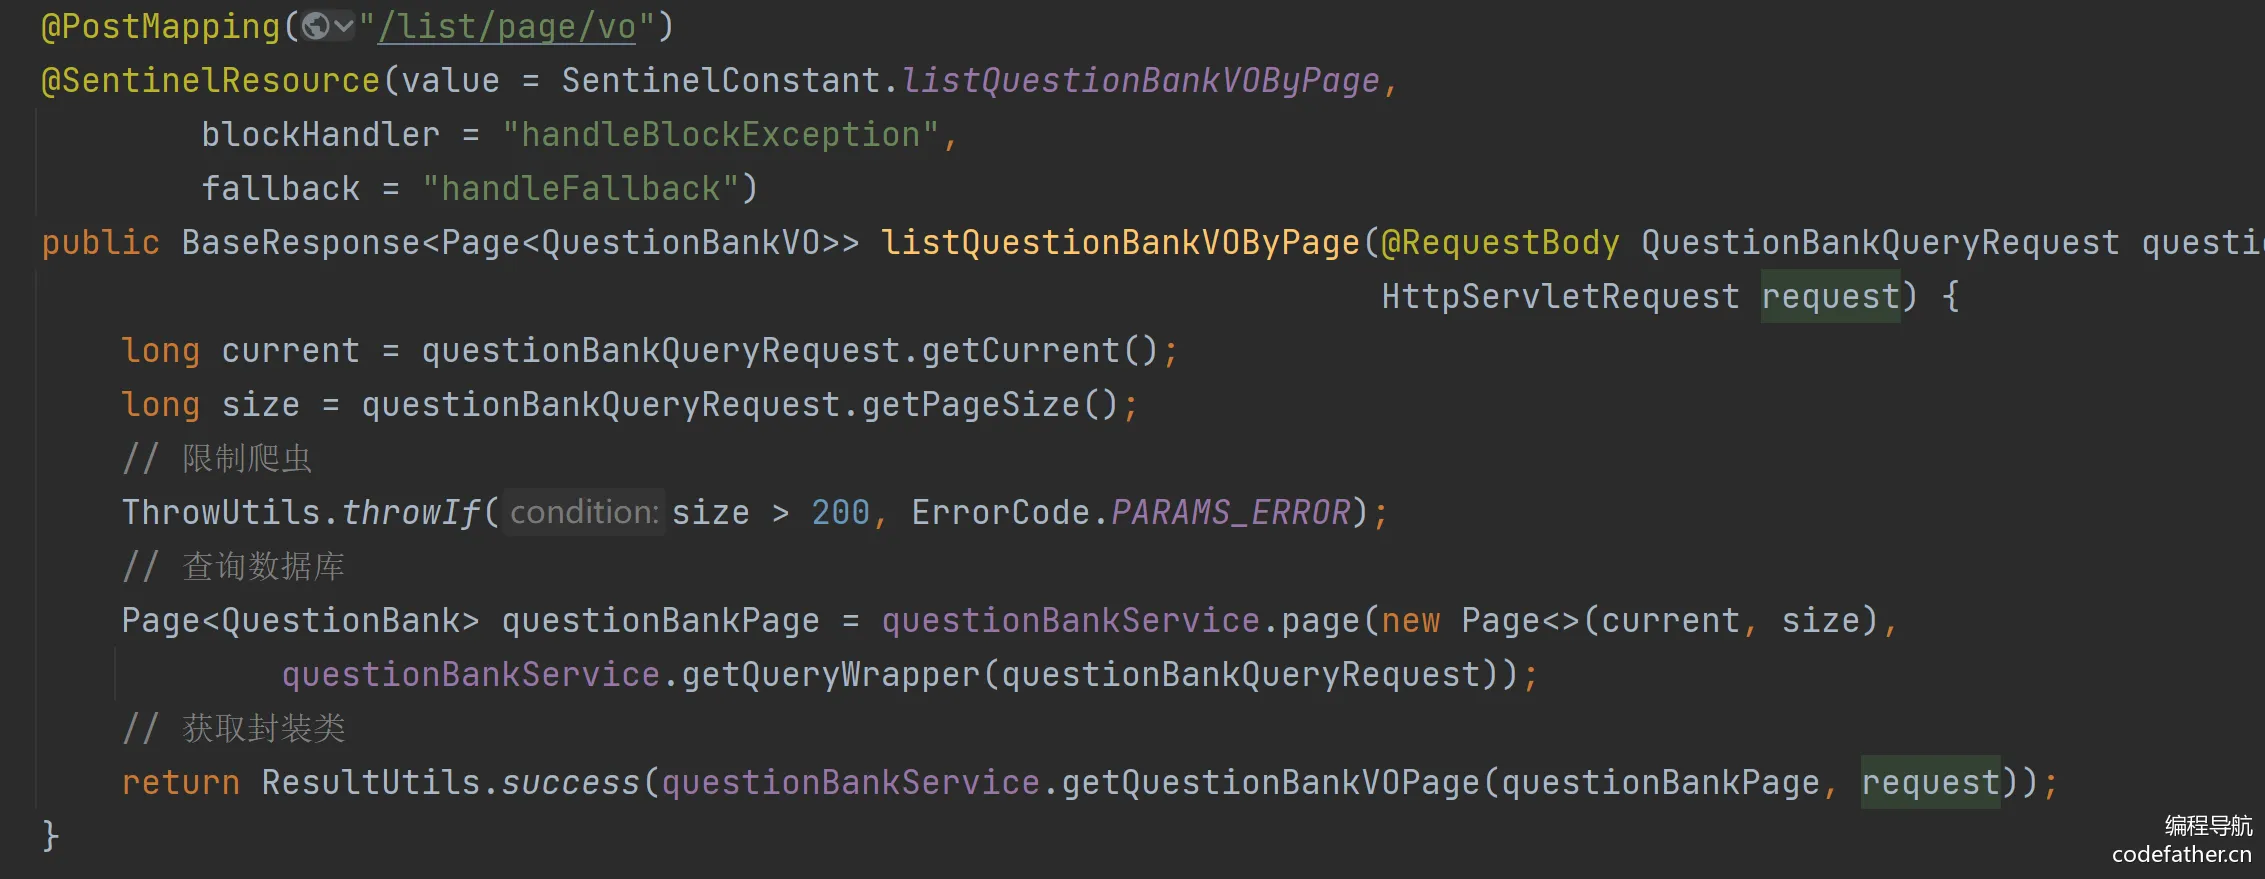 @PostMapping("/list/page/vo")
@SentinelResource(value = SentinelConstant.listQuestionBankVOByPage,
blockHandler = "handleBlockException",
fallback = "handleFallback")
public BaseResponse<Page<QuestionBankVO>> listQuestionBankVOByPage(@RequestBody QuestionBankQueryRequest questi
HttpServletRequest request) {
long current = questionBankQueryRequest.getCurrent();
long size = questionBankQueryRequest.getPageSize();
// 限制爬虫
ThrowUtils.throwIf( condition: size > 200, ErrorCode.PARAMS_ERROR);
// 查询数据库
Page<QuestionBank> questionBankPage = questionBankService.page(new Page<>(current, size),
questionBankService.getQueryWrapper(questionBankQueryRequest));
// 获取封装类
return ResultUtils.success(questionBankService.getQuestionBankVOPage(questionBankPage, request));
}
编程导航
codefather.cn